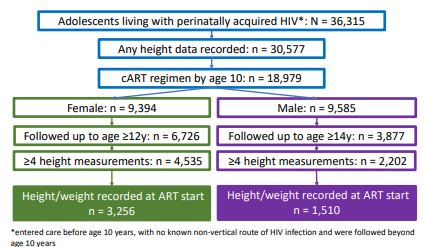 Adolescents living with perinatally acquired HIV*: N = 36,315
Any height data recorded: n = 30,577
cART regimen by age 10: n = 18,979
Female: n = 9,394
Male: n = 9,585
Followed up to age ≥12y: n = 6,726
Followed up to age ≥14y: n = 3,877
≥4 height measurements: n = 4,535
≥4 height measurements: n = 2,202
Height/weight recorded at ART start
n = 3,256
Height/weight recorded at ART start
n = 1,510
*entered care before age 10 years, with no known non-vertical route of HIV infection and were followed beyond
age 10 years